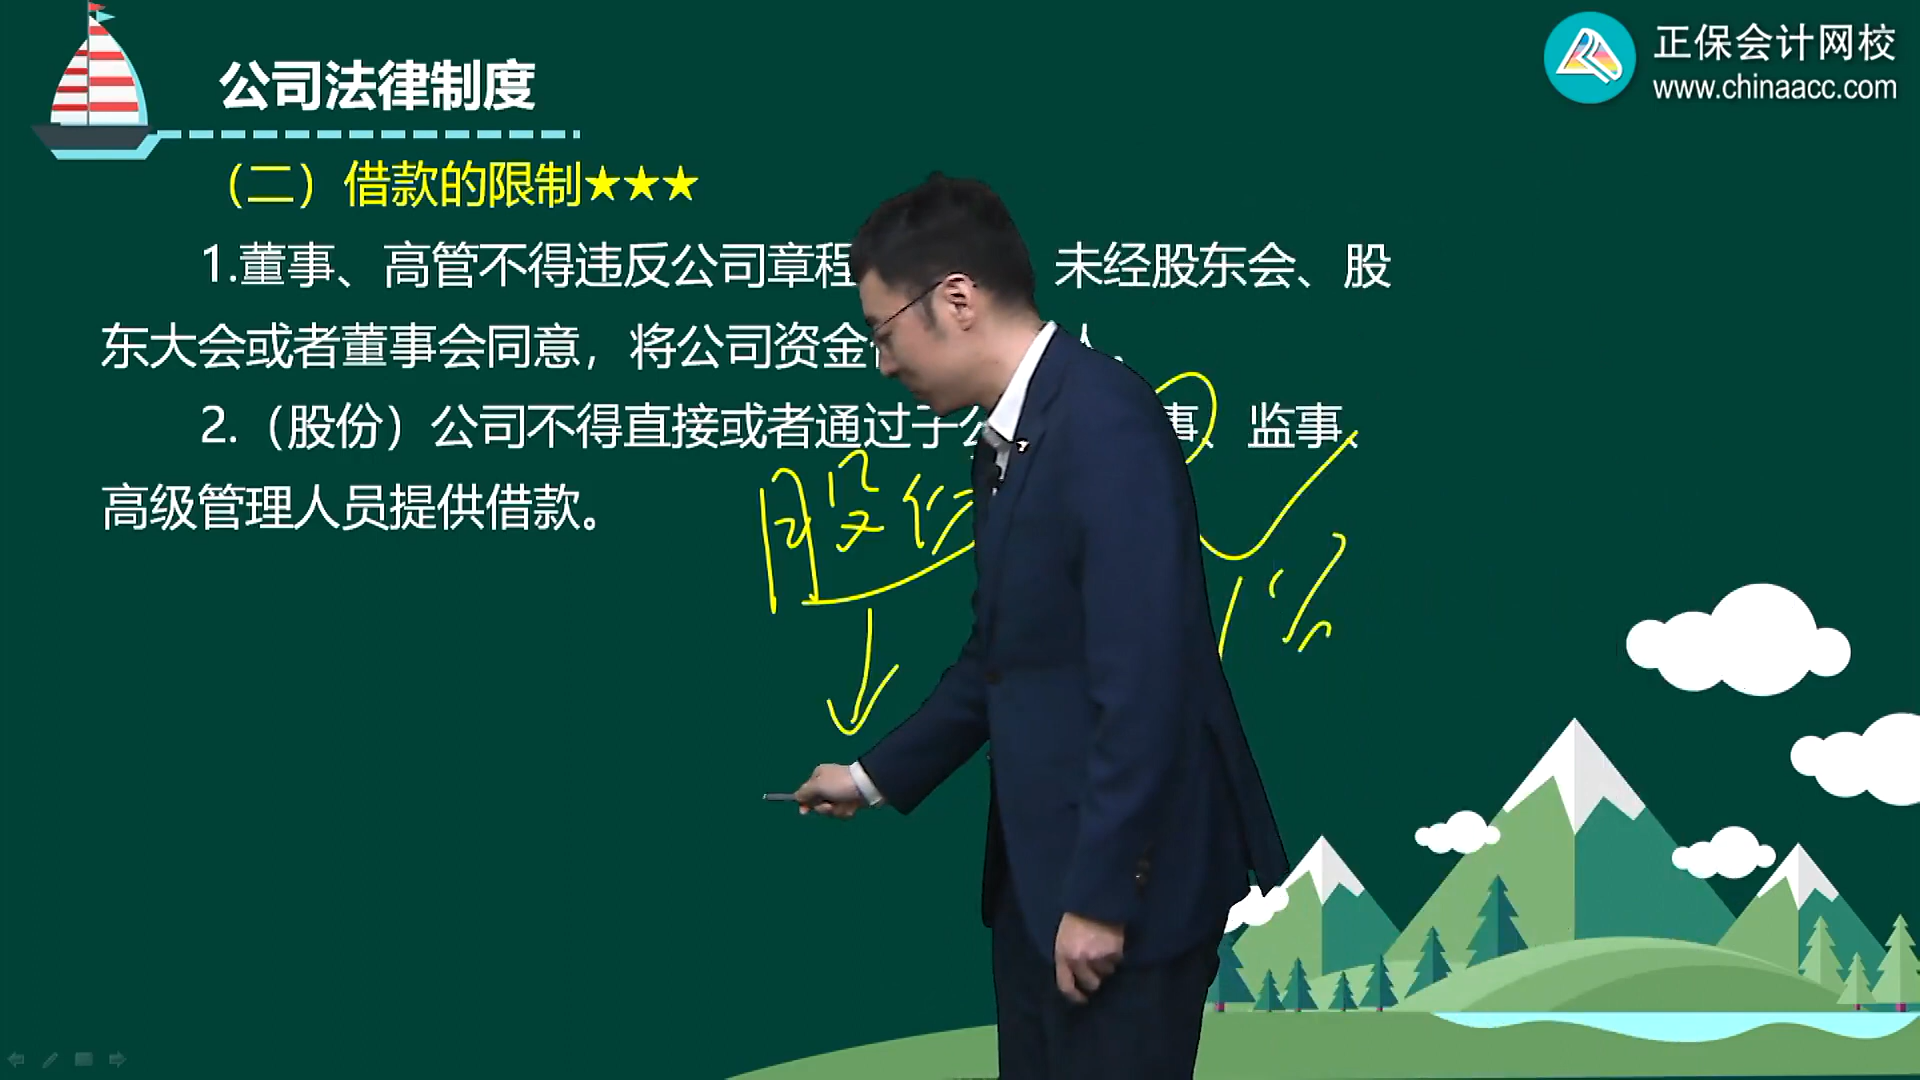 正保会计网校
www.chinaacc.com
公司法律制度
（二）借款的限制★★★
1.董事、高管不得违反公司章程 未经股东会、股
东大会或者董事会同意，将公司资金 人。
2.（股份）公司不得直接或者通过子 事、监事、
高级管理人员提供借款。
股份
1%